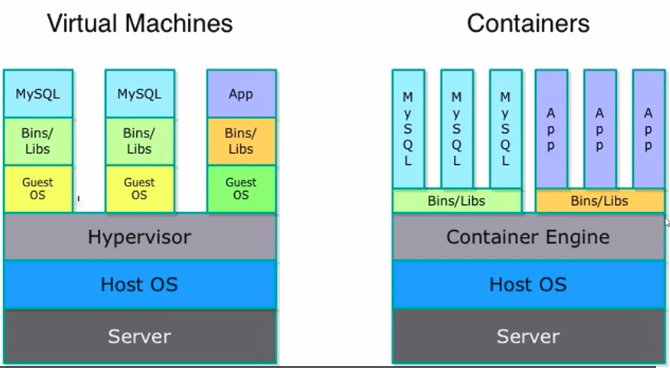 Virtual Machines
MySQL
MySQL
App
Bins/
Libs
Bins/
Libs
Bins/
Libs
Guest
OS
Guest
OS
Guest
OS
Hypervisor
Host OS
Server
Containers
MySQL
MySQL
MySQL
App
App
App
Bins/Libs
Bins/Libs
Container Engine
Host OS
Server